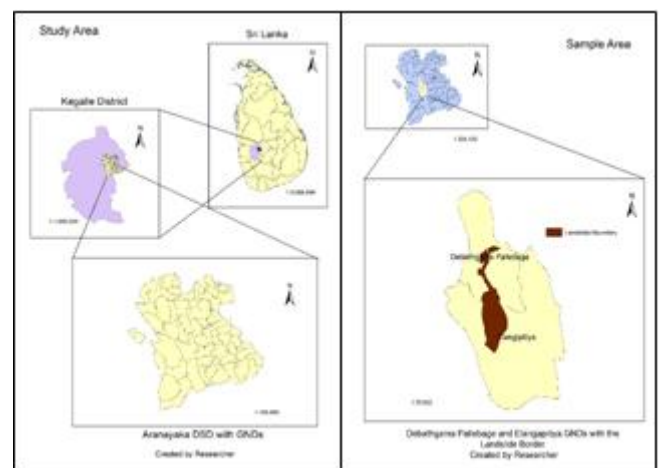 Study Area
Sri Lanka
N
Kegalle District
N
N
Aranayaka DSD with GNDs
Created by Researcher
Sample Area
N
N
Landslide Boundary
Debathgama Pallebage
Elangapitiya
Debathgama Pallebage and Elangapitiya GNDs with the
Landslide Border
Created by Researcher